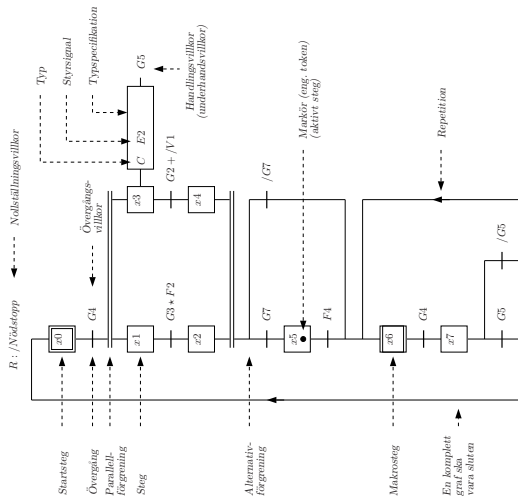 R : /Nödstopp
Nollställningsvillkor
Typ
Styrsignal
Typspecifikation
Övergångs-
villkor
x0
G4
x1
x3
C
E2
G5
Handlingsvillkor
(underhandsvillkor)
G3 ⋆ F2
G2 + /V1
x2
x4
G7
/G7
x5
Markör (eng. token)
(aktivt steg)
F4
x6
Repetition
G4
x7
G5
/G5
Startsteg
Övergång
Parallell-
förgrening
Steg
Alternativ-
förgrening
Makrosteg
En komplett
graf ska
vara sluten